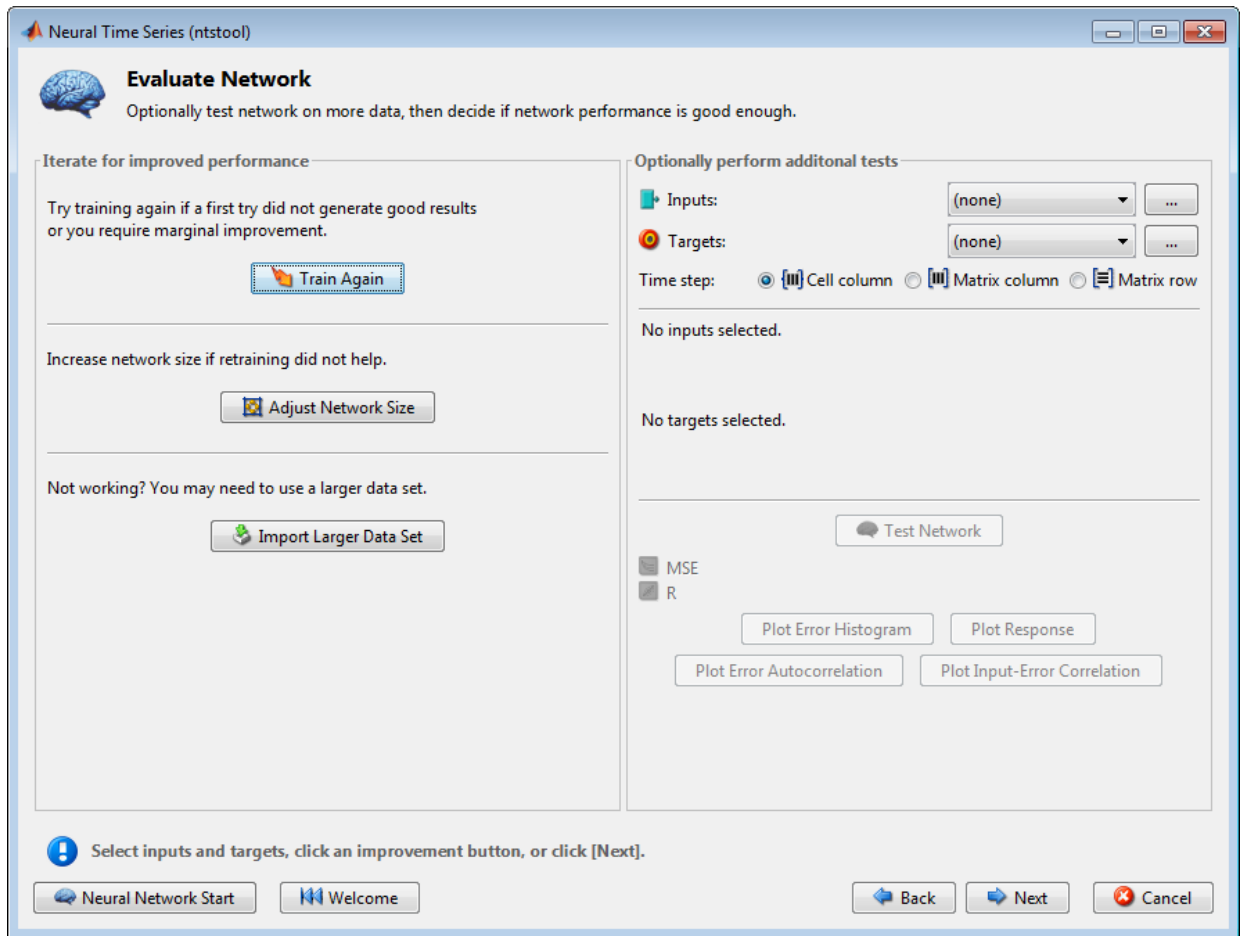 Neural Time Series (ntstool)
Evaluate Network
Optionally test network on more data, then decide if network performance is good enough.
Iterate for improved performance
Try training again if a first try did not generate good results
or you require marginal improvement.
Train Again
Increase network size if retraining did not help.
Adjust Network Size
Not working? You may need to use a larger data set.
Import Larger Data Set
Optionally perform additonal tests
Inputs: (none) ...
Targets: (none) ...
Time step: Cell column Matrix column Matrix row
No inputs selected.
No targets selected.
Test Network
MSE
R
Plot Error Histogram Plot Response
Plot Error Autocorrelation Plot Input-Error Correlation
Select inputs and targets, click an improvement button, or click [Next].
Neural Network Start Welcome Back Next Cancel